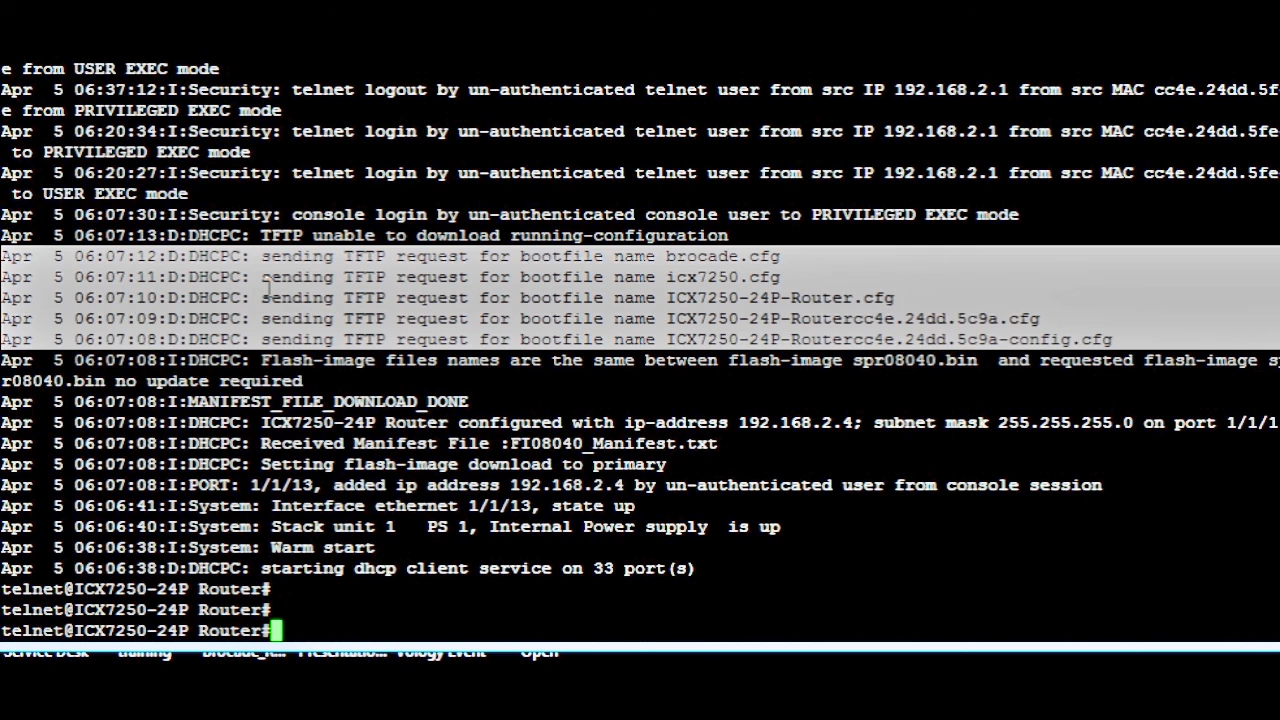 e from USER EXEC mode
Apr  5 06:37:12:I:Security: telnet logout by un-authenticated telnet user from src IP 192.168.2.1 from src MAC cc4e.24dd.5fe
e from PRIVILEGED EXEC mode
Apr  5 06:20:34:I:Security: telnet login by un-authenticated telnet user from src IP 192.168.2.1 from src MAC cc4e.24dd.5fe
 to PRIVILEGED EXEC mode
Apr  5 06:20:27:I:Security: telnet login by un-authenticated telnet user from src IP 192.168.2.1 from src MAC cc4e.24dd.5fe
 to USER EXEC mode
Apr  5 06:07:30:I:Security: console login by un-authenticated console user to PRIVILEGED EXEC mode
Apr  5 06:07:13:D:DHCPC: TFTP unable to download running-configuration
Apr  5 06:07:12:D:DHCPC: sending TFTP request for bootfile name brocade.cfg
Apr  5 06:07:11:D:DHCPC: sending TFTP request for bootfile name icx7250.cfg
Apr  5 06:07:10:D:DHCPC: sending TFTP request for bootfile name ICX7250-24P-Router.cfg
Apr  5 06:07:09:D:DHCPC: sending TFTP request for bootfile name ICX7250-24P-Routercc4e.24dd.5c9a.cfg
Apr  5 06:07:08:D:DHCPC: sending TFTP request for bootfile name ICX7250-24P-Routercc4e.24dd.5c9a-config.cfg
Apr  5 06:07:08:I:DHCPC: Flash-image files names are the same between flash-image spr08040.bin  and requested flash-image sp
r08040.bin no update required
Apr  5 06:07:08:I:MANIFEST_FILE_DOWNLOAD_DONE
Apr  5 06:07:08:I:DHCPC: ICX7250-24P Router configured with ip-address 192.168.2.4; subnet mask 255.255.255.0 on port 1/1/1
Apr  5 06:07:08:I:DHCPC: Received Manifest File :FI08040_Manifest.txt
Apr  5 06:07:08:I:DHCPC: Setting flash-image download to primary
Apr  5 06:07:08:I:PORT: 1/1/13, added ip address 192.168.2.4 by un-authenticated user from console session
Apr  5 06:06:41:I:System: Interface ethernet 1/1/13, state up
Apr  5 06:06:40:I:System: Stack unit 1   PS 1, Internal Power supply  is up
Apr  5 06:06:38:I:System: Warm start
Apr  5 06:06:38:D:DHCPC: starting dhcp client service on 33 port(s)
telnet@ICX7250-24P Router#
telnet@ICX7250-24P Router#
telnet@ICX7250-24P Router#
Service Desk training Presentatio... Vology Event Open